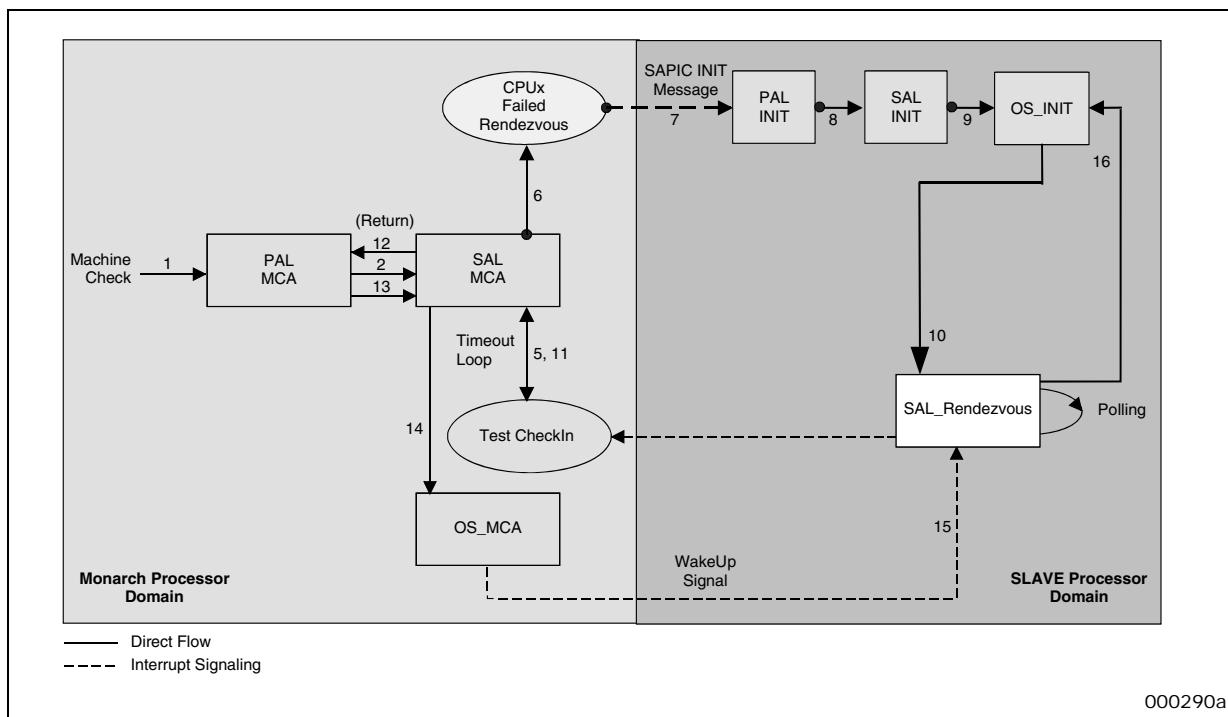 CPUx
Failed
Rendezvous
SAPIC INIT
Message
7
PAL
INIT
8
SAL
INIT
9
OS_INIT
16
6
(Return)
12
Machine
Check
1
PAL
MCA
2
13
SAL
MCA
Timeout
Loop
5, 11
10
SAL_Rendezvous
Polling
14
Test CheckIn
OS_MCA
15
WakeUp
Signal
Monarch Processor
Domain
SLAVE Processor
Domain
Direct Flow
Interrupt Signaling
000290a